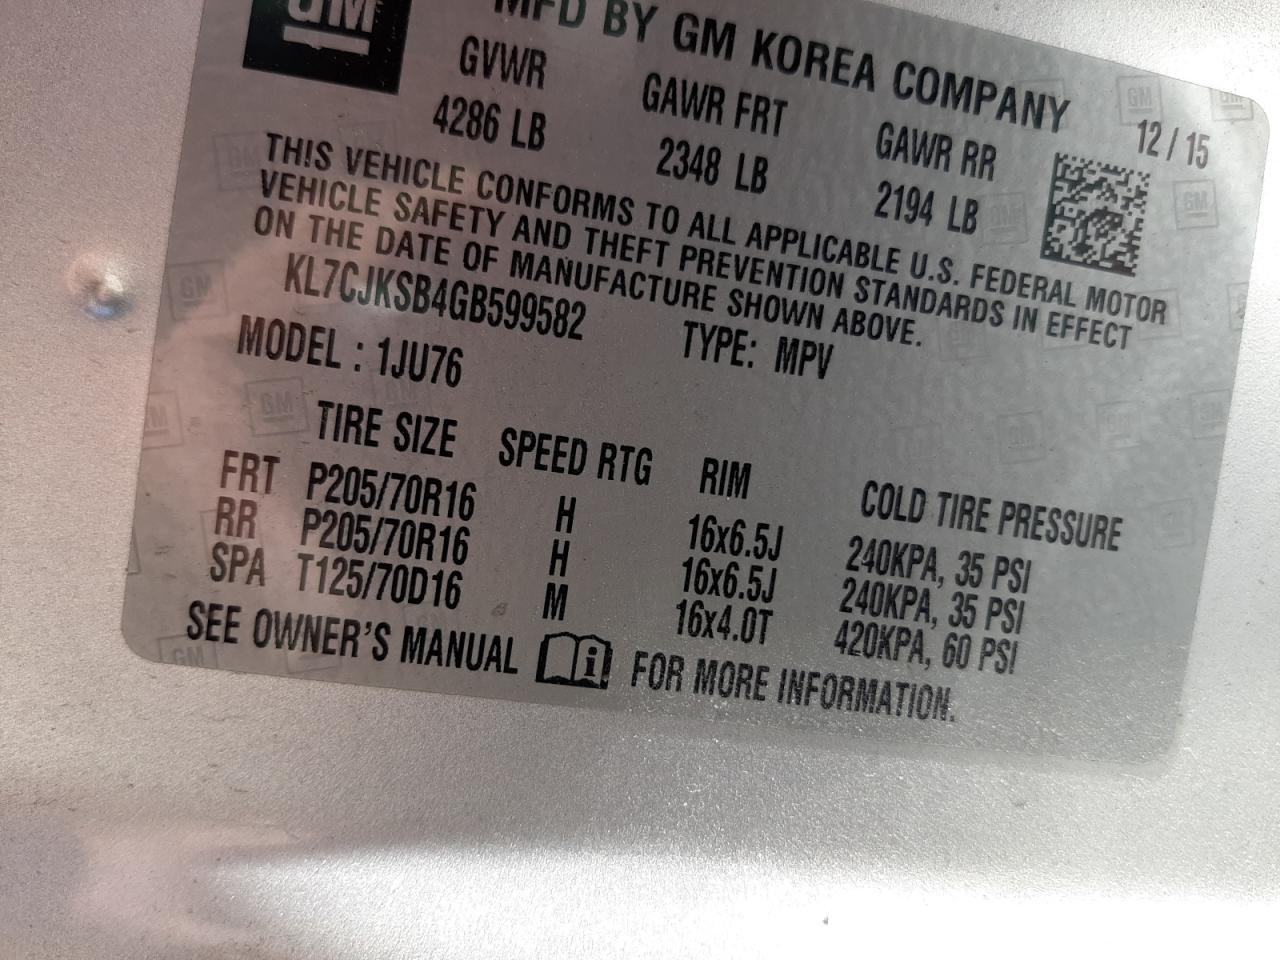 GM
MFD BY GM KOREA COMPANY
12 / 15
GVWR GAWR FRT GAWR RR
4286 LB 2348 LB 2194 LB
THIS VEHICLE CONFORMS TO ALL APPLICABLE U.S. FEDERAL MOTOR
VEHICLE SAFETY AND THEFT PREVENTION STANDARDS IN EFFECT
ON THE DATE OF MANUFACTURE SHOWN ABOVE.
KL7CJKSB4GB599582 TYPE: MPV
MODEL : 1JU76
TIRE SIZE SPEED RTG RIM COLD TIRE PRESSURE
FRT P205/70R16 H 16x6.5J 240KPA, 35 PSI
RR P205/70R16 H 16x6.5J 240KPA, 35 PSI
SPA T125/70D16 M 16x4.0T 420KPA, 60 PSI
SEE OWNER'S MANUAL i FOR MORE INFORMATION.